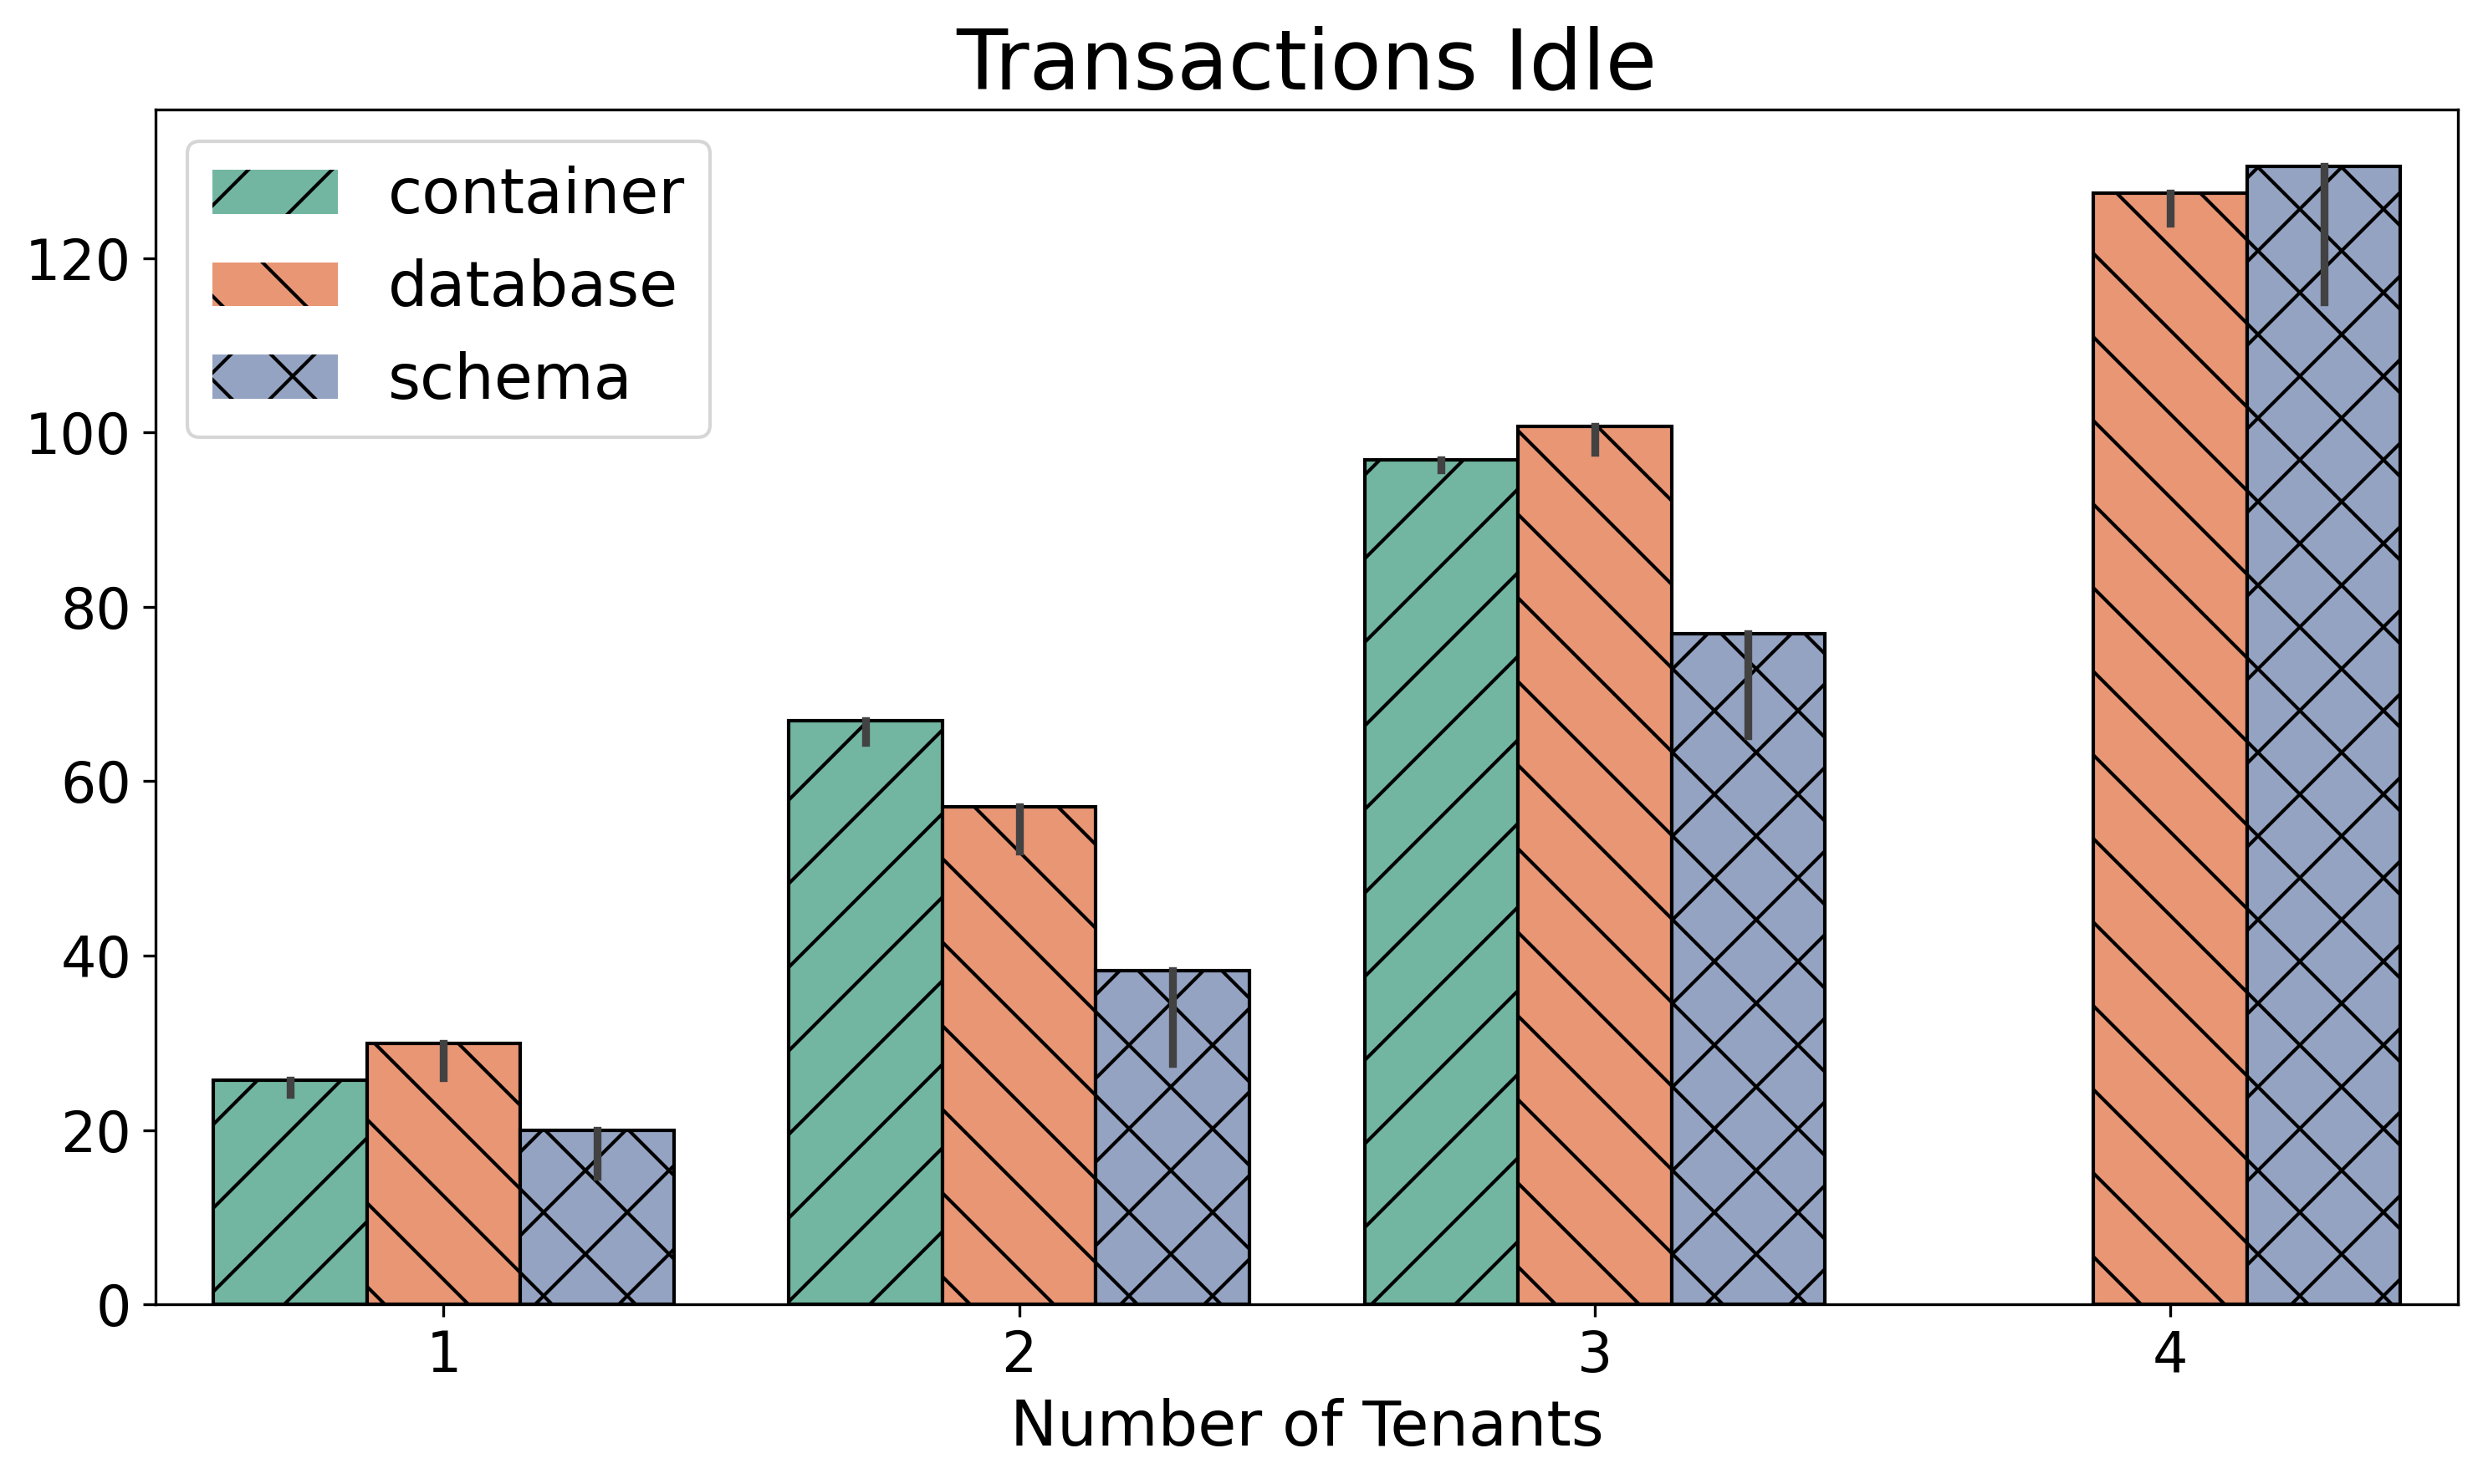 Transactions Idle
container
database
schema
120
100
80
60
40
20
0
1 2 3 4
Number of Tenants